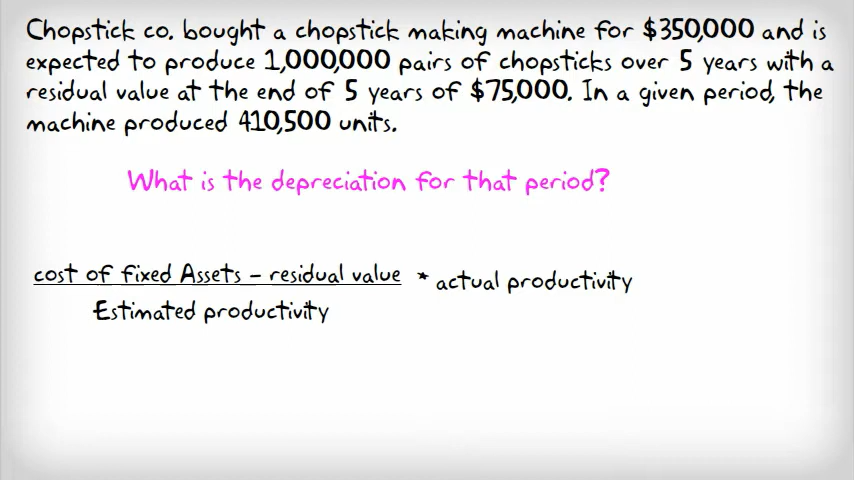 Chopstick co. bought a chopstick making machine for $350,000 and is
expected to produce 1,000,000 pairs of chopsticks over 5 years with a
residual value at the end of 5 years of $75,000. In a given period, the
machine produced 410,500 units.
What is the depreciation for that period?
cost of fixed Assets - residual value * actual productivity
Estimated productivity